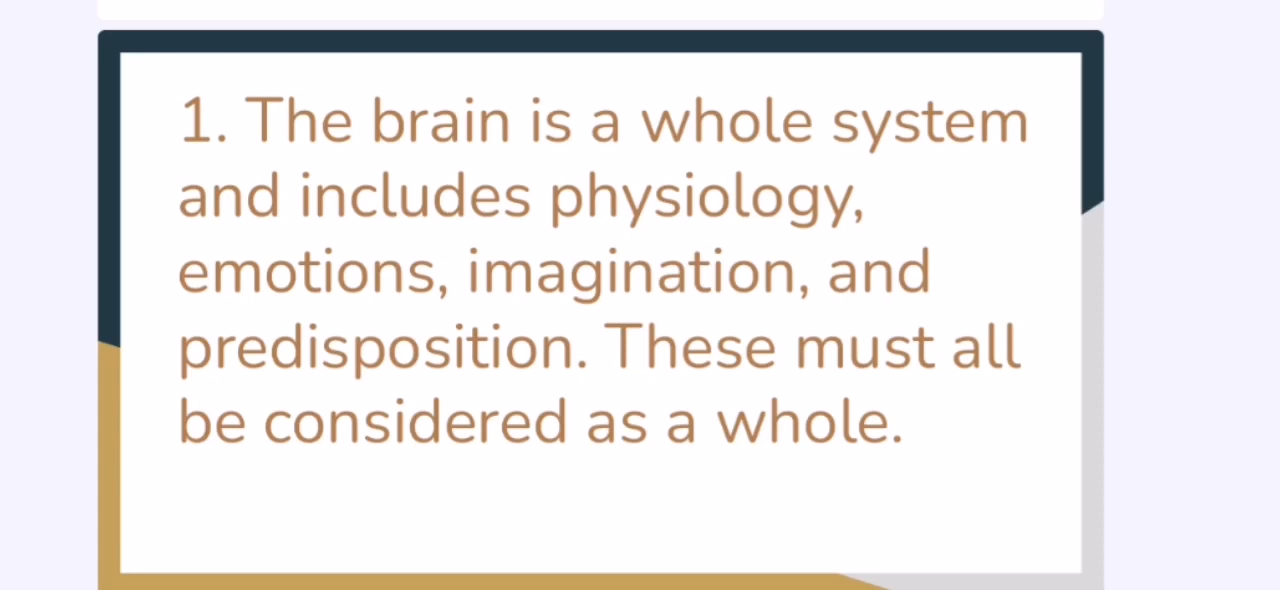 1. The brain is a whole system
and includes physiology,
emotions, imagination, and
predisposition. These must all
be considered as a whole.